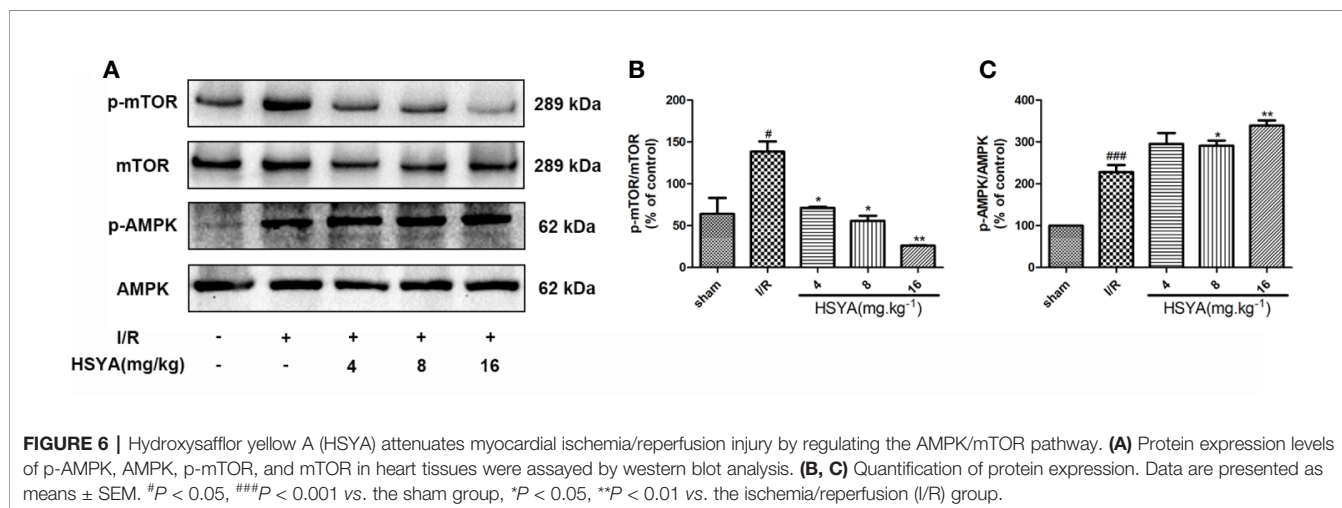 A
p-mTOR
289 kDa
mTOR
289 kDa
p-AMPK
62 kDa
AMPK
62 kDa
I/R - + + + +
HSYA(mg/kg) - - 4 8 16
B
p-mTOR/mTOR
(% of control)
200
150
100
50
0
#
*
*
**
sham
I/R
4
8
16
HSYA(mg.kg⁻¹)
C
p-AMPK/AMPK
(% of control)
400
300
200
100
0
###
*
**
sham
I/R
4
8
16
HSYA(mg.kg⁻¹)
FIGURE 6 | Hydroxysafflor yellow A (HSYA) attenuates myocardial ischemia/reperfusion injury by regulating the AMPK/mTOR pathway. (A) Protein expression levels
of p-AMPK, AMPK, p-mTOR, and mTOR in heart tissues were assayed by western blot analysis. (B, C) Quantification of protein expression. Data are presented as
means ± SEM. #P < 0.05, ###P < 0.001 vs. the sham group, *P < 0.05, **P < 0.01 vs. the ischemia/reperfusion (I/R) group.